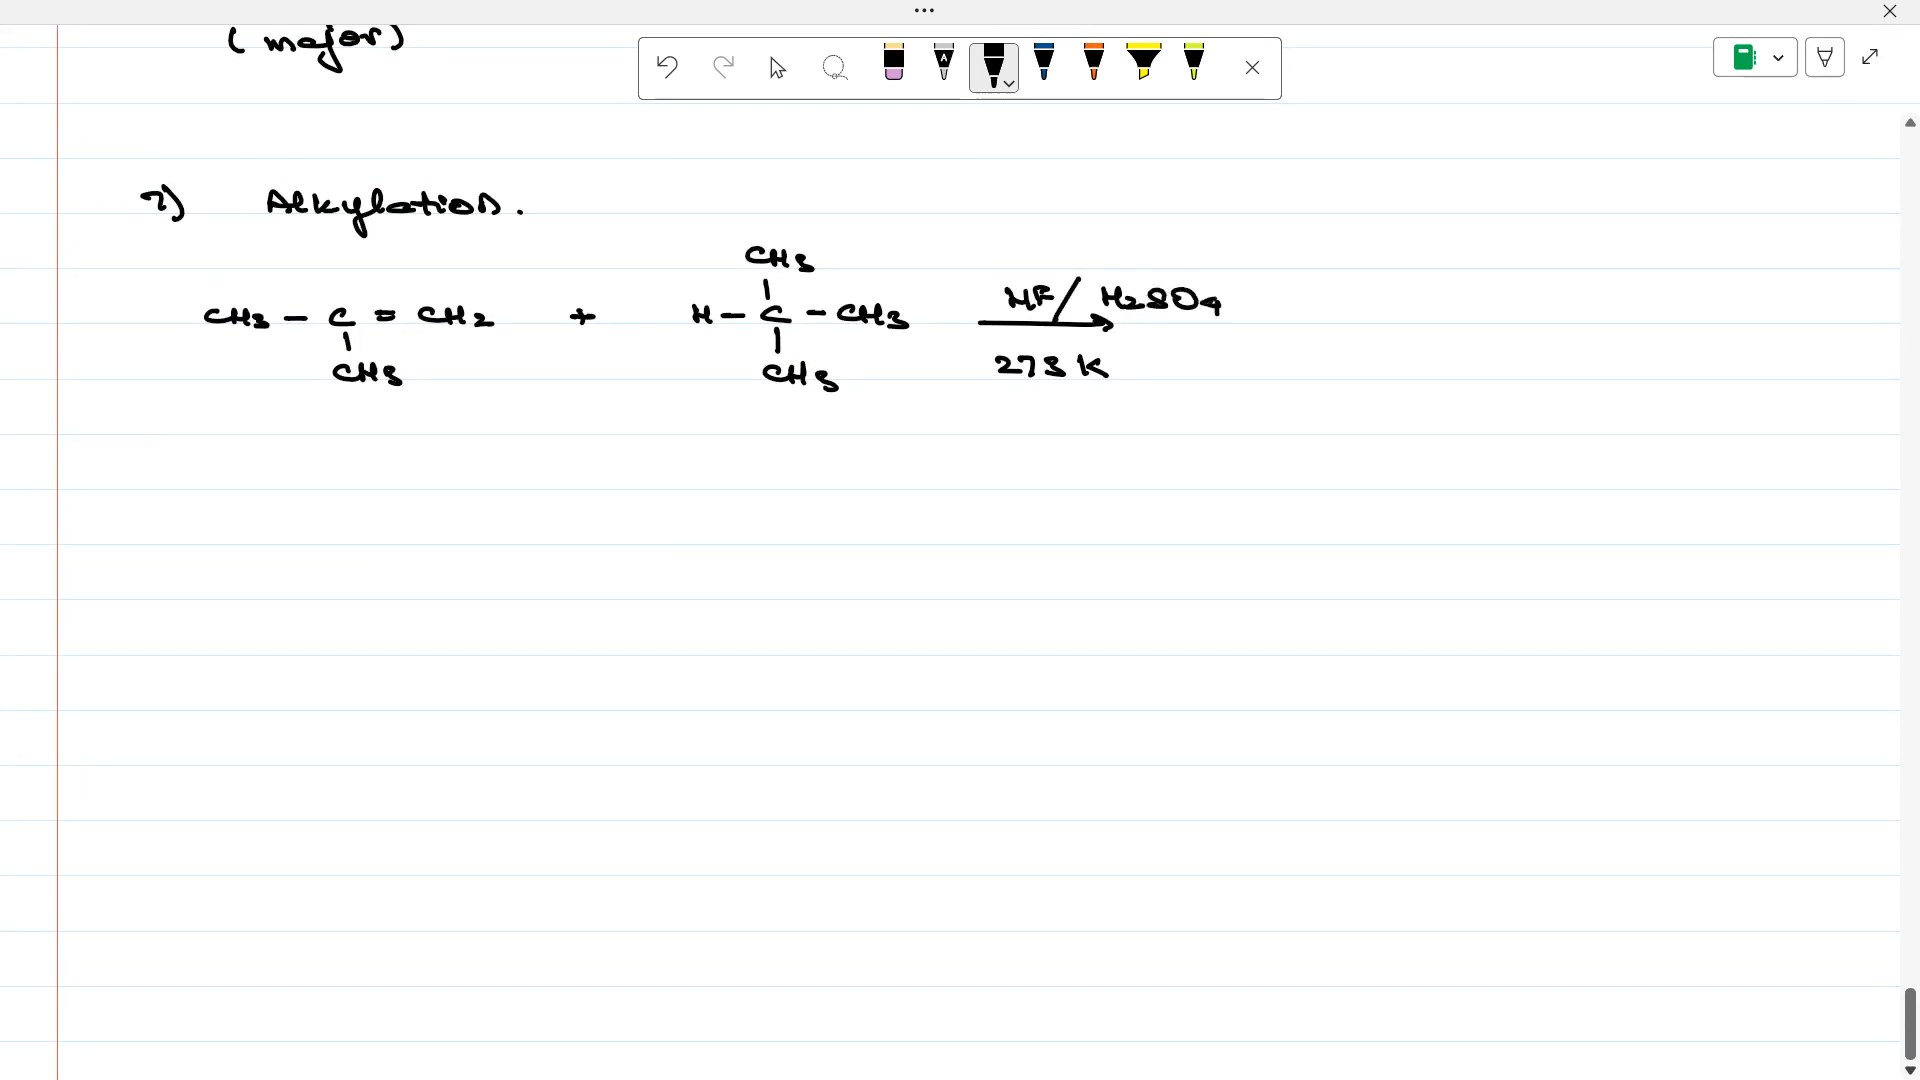 (major)
7) Alkylation.
CH3
CH3 – C = CH2 + H – C – CH3 HF/H2SO4
CH3 CH3 273 K